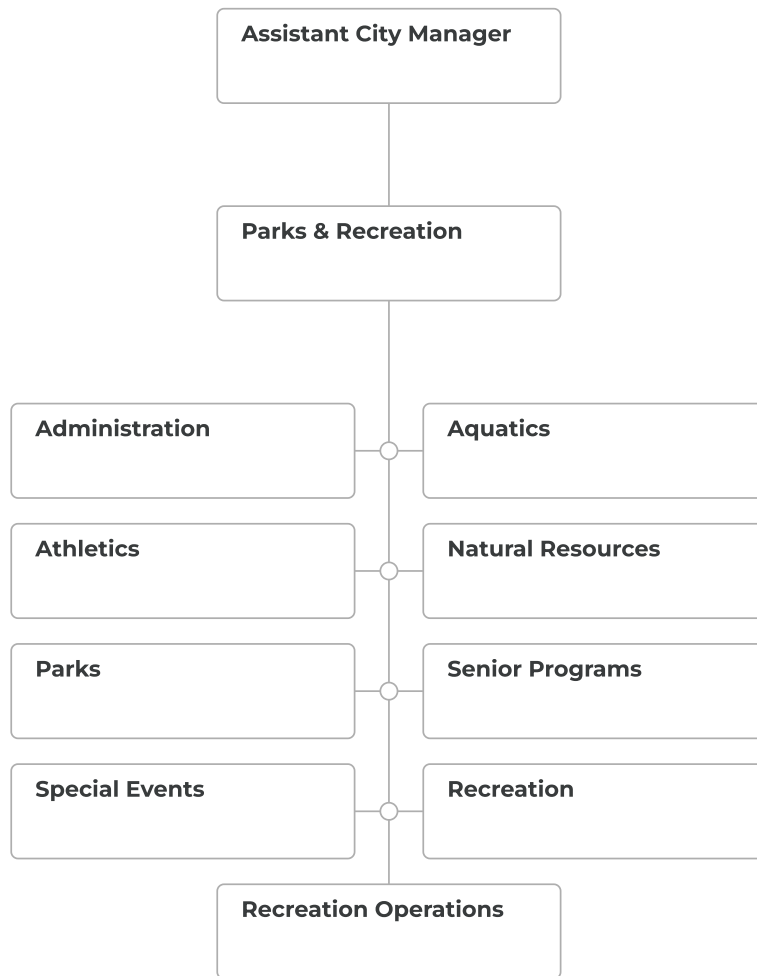 Assistant City Manager
Parks & Recreation
Administration
Aquatics
Athletics
Natural Resources
Parks
Senior Programs
Special Events
Recreation
Recreation Operations